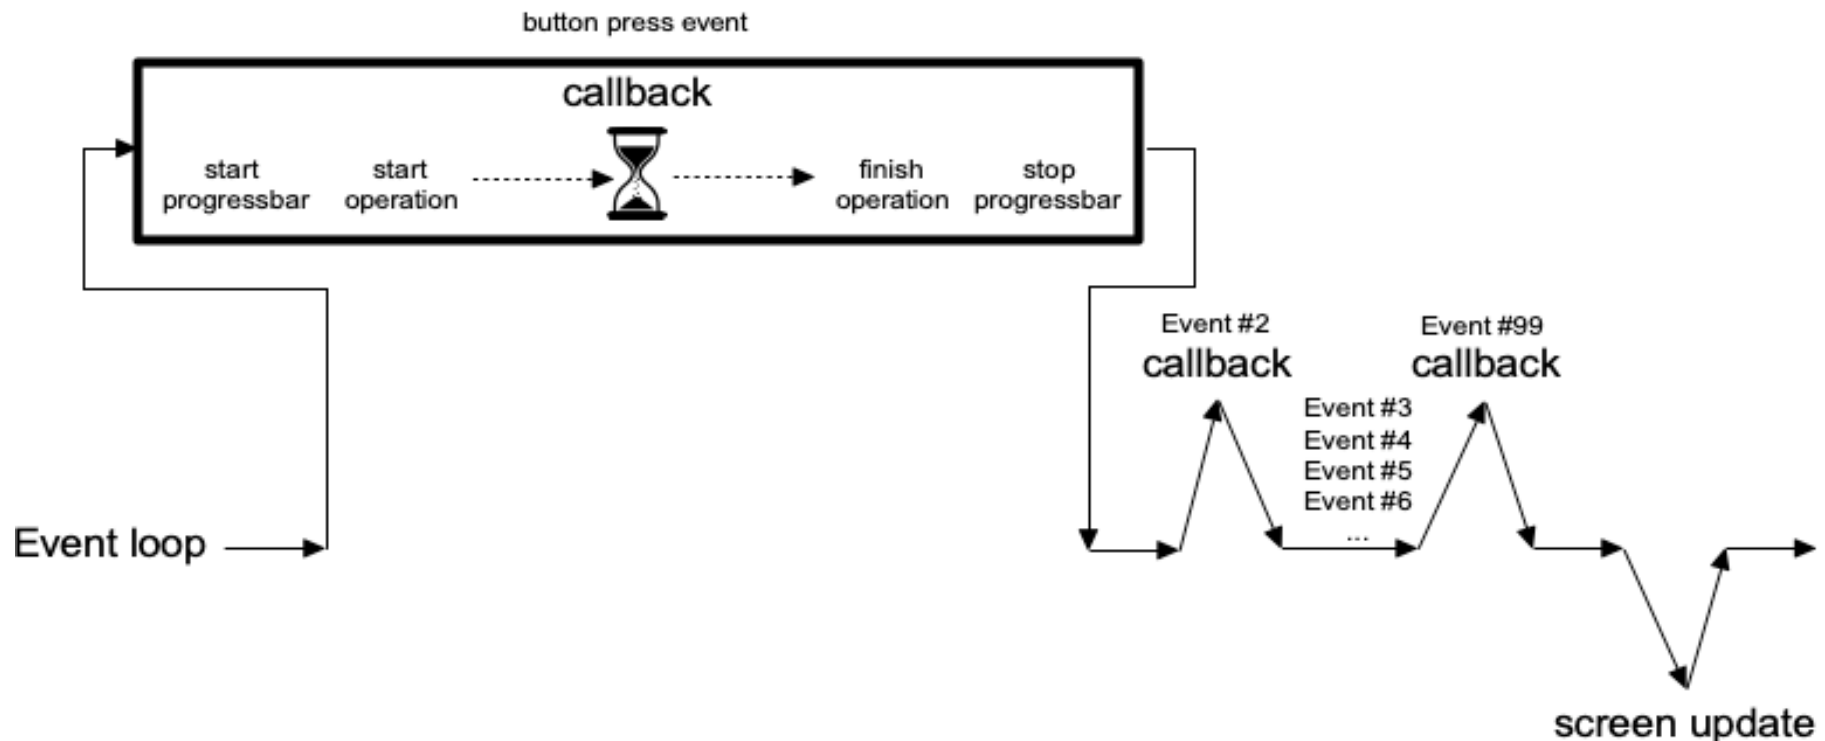 button press event
callback
start
progressbar
start
operation
finish
operation
stop
progressbar
Event #2
callback
Event #3
Event #4
Event #5
Event #6
...
Event #99
callback
Event loop
screen update